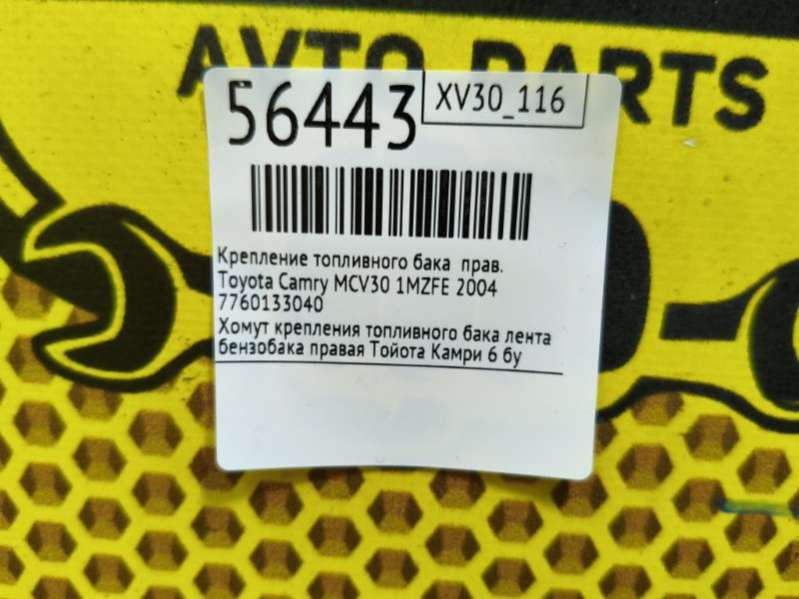 AVTO PARTS
56443
XV30_116
Крепление топливного бака прав.
Toyota Camry MCV30 1MZFE 2004
7760133040
Хомут крепления топливного бака лента
бензобака правая Тойота Камри 6 бу